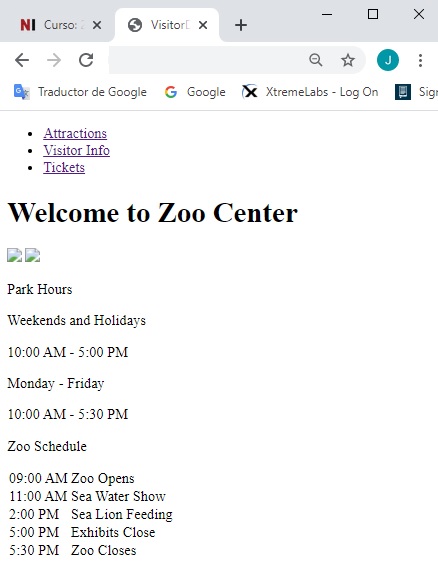 NI Curso: 2
VisitorD
J
Traductor de Google
Google
XtremeLabs - Log On
Sign
Attractions
Visitor Info
Tickets
Welcome to Zoo Center
Park Hours
Weekends and Holidays
10:00 AM - 5:00 PM
Monday - Friday
10:00 AM - 5:30 PM
Zoo Schedule
09:00 AM Zoo Opens
11:00 AM Sea Water Show
2:00 PM Sea Lion Feeding
5:00 PM Exhibits Close
5:30 PM Zoo Closes